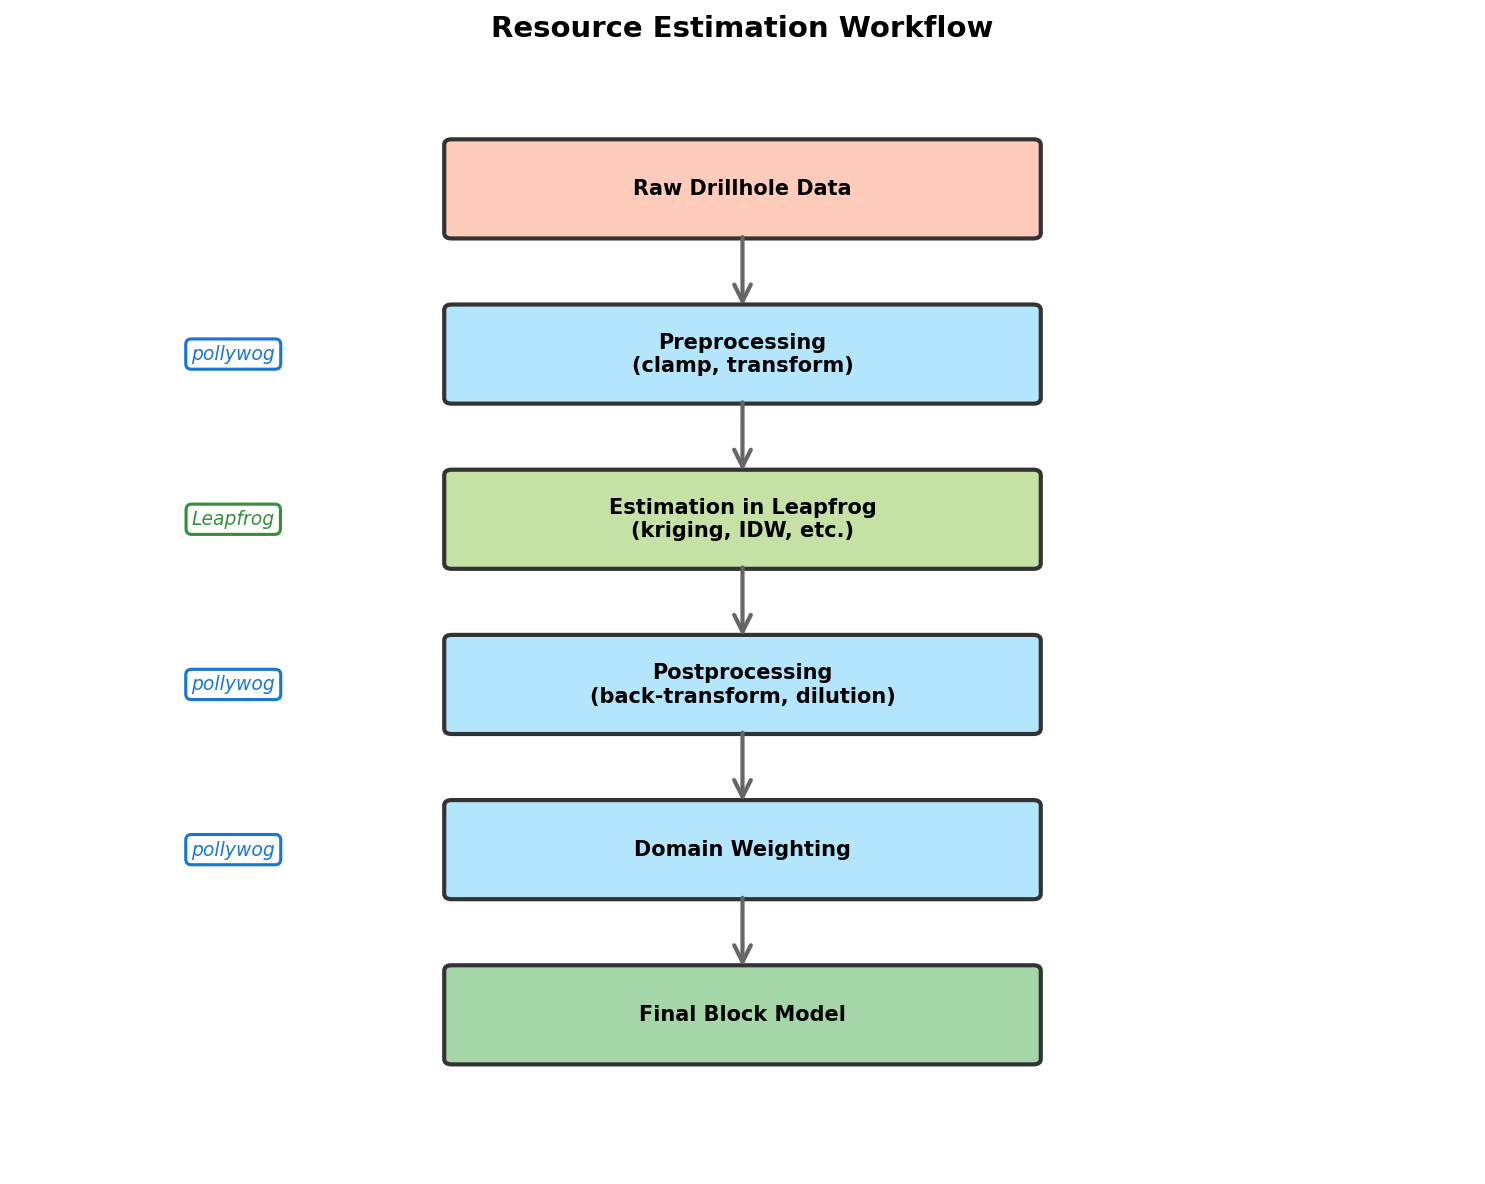 Resource Estimation Workflow
Raw Drillhole Data
pollywog
Preprocessing
(clamp, transform)
Leapfrog
Estimation in Leapfrog
(kriging, IDW, etc.)
pollywog
Postprocessing
(back-transform, dilution)
pollywog
Domain Weighting
Final Block Model